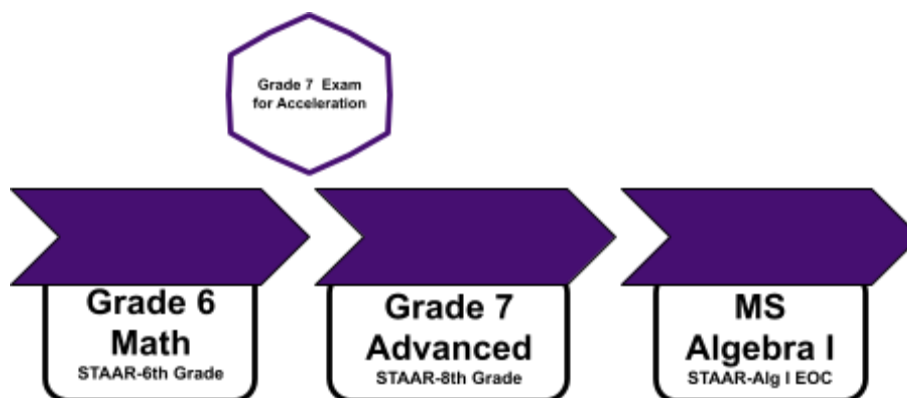 Grade 7 Exam
for Acceleration
Grade 6
Math
STAAR-6th Grade
Grade 7
Advanced
STAAR-8th Grade
MS
Algebra I
STAAR-Alg I EOC